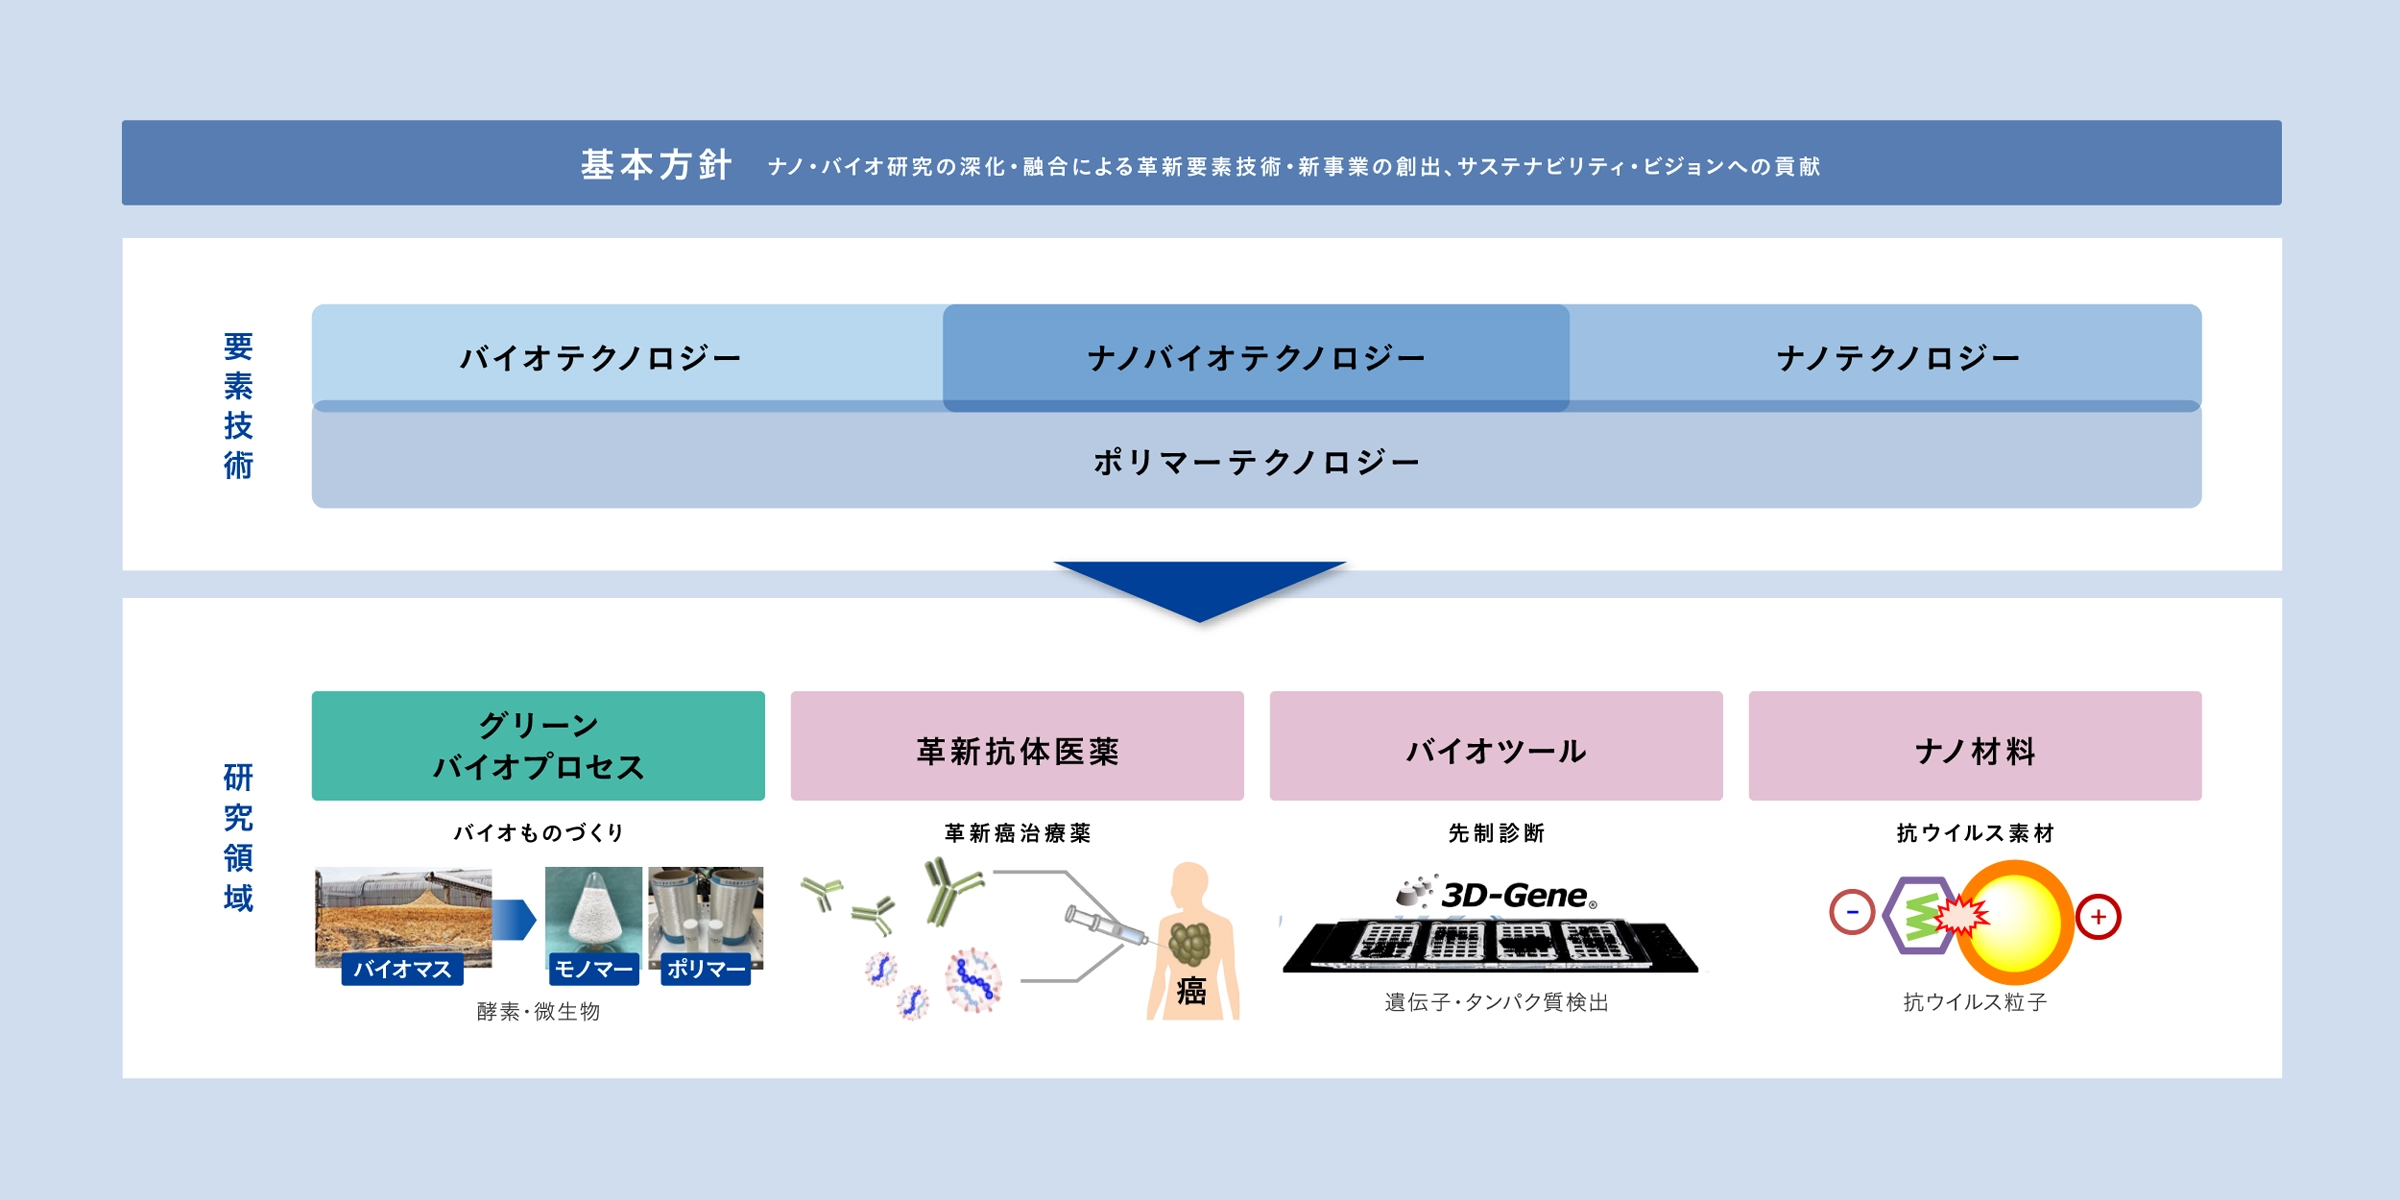 基本方針 ナノ・バイオ研究の深化・融合による革新要素技術・新事業の創出、サステナビリティ・ビジョンへの貢献
要素技術
バイオテクノロジー
ナノバイオテクノロジー
ナノテクノロジー
ポリマーテクノロジー
研究領域
グリーン
バイオプロセス
バイオものづくり
バイオマス
モノマー
ポリマー
酵素・微生物
革新抗体医薬
革新癌治療薬
癌
バイオツール
先制診断
3D-Gene®
遺伝子・タンパク質検出
ナノ材料
抗ウイルス素材
-
+
抗ウイルス粒子